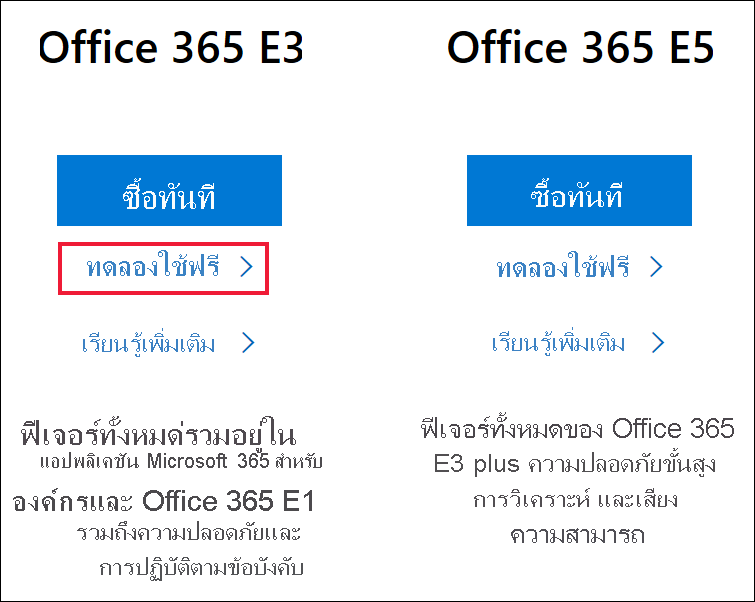 Office 365 E3
ซื้อทันที
ทดลองใช้ฟรี
เรียนรู้เพิ่มเติม
ฟีเจอร์ทั้งหมด่รวมอยู่ใน
แอปพลิเคชัน Microsoft 365 สำหรับ
องค์กรและ Office 365 E1
รวมถึงความปลอดภัยและ
การปฏิบัติตามข้อบังคับ
Office 365 E5
ซื้อทันที
ทดลองใช้ฟรี
เรียนรู้เพิ่มเติม
ฟีเจอร์ทั้งหมดของ Office 365
E3 plus ความปลอดภัยขั้นสูง
การวิเคราะห์ และเสียง
ความสามารถ